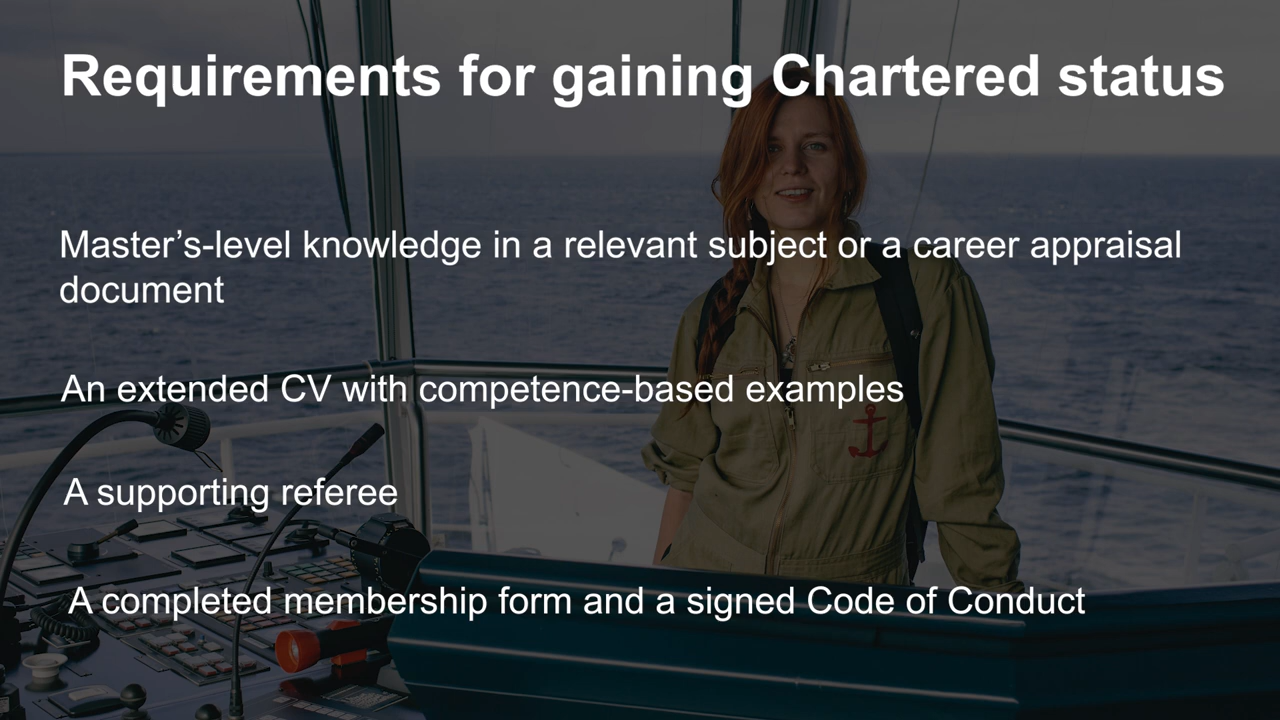 Requirements for gaining Chartered status
Master’s-level knowledge in a relevant subject or a career appraisal
document
An extended CV with competence-based examples
A supporting referee
A completed membership form and a signed Code of Conduct